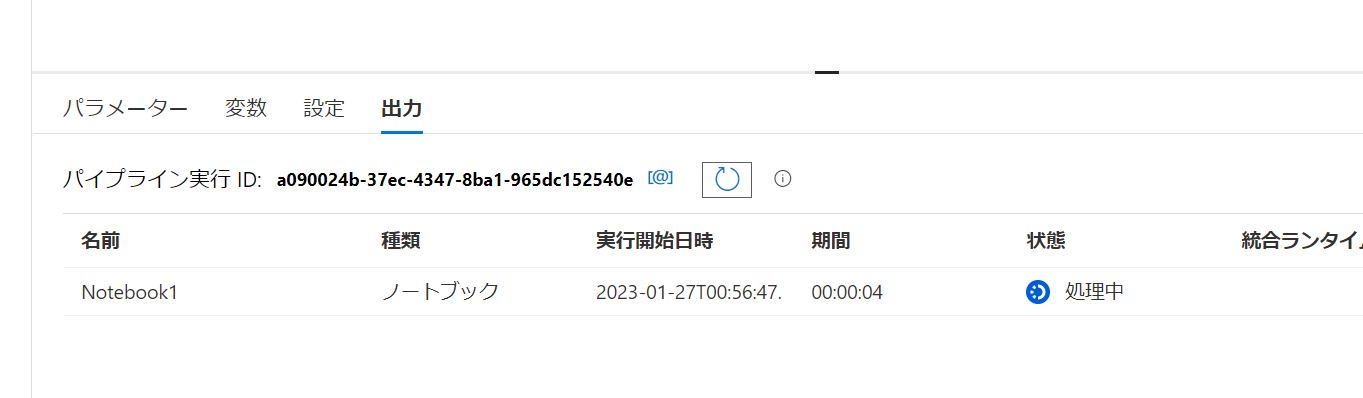 パラメーター 変数 設定 出力
パイプライン実行 ID: a090024b-37ec-4347-8ba1-965dc152540e [@]
名前 種類 実行開始日時 期間 状態 統合ランタイム
Notebook1 ノートブック 2023-01-27T00:56:47. 00:00:04 処理中